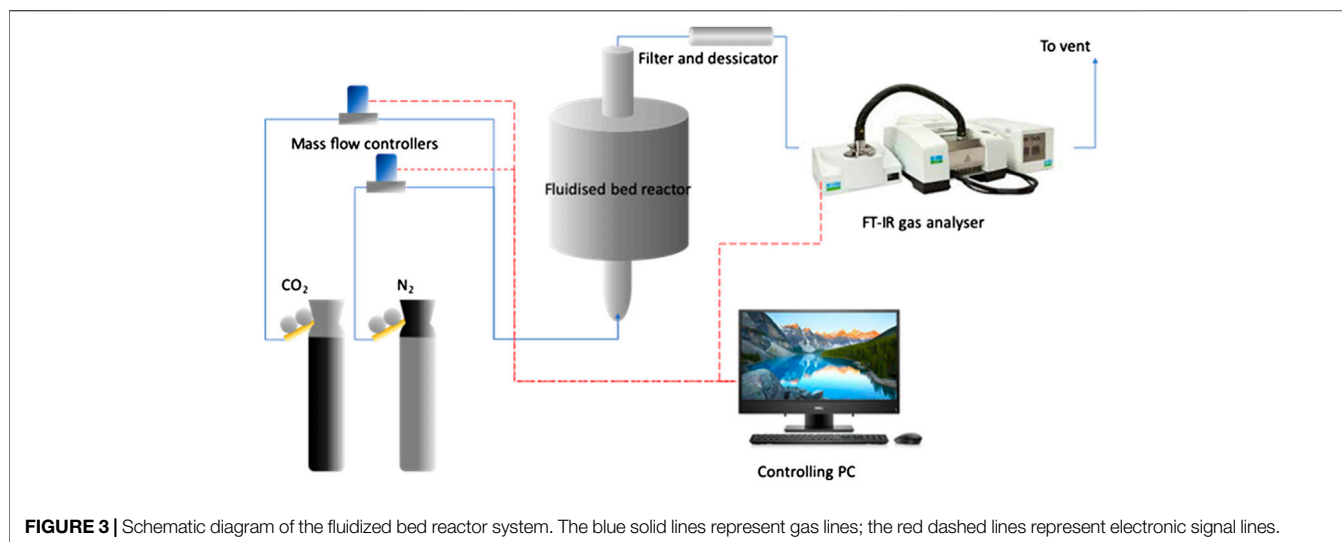 To vent
Filter and dessicator
Mass flow controllers
Fluidised bed reactor
FT-IR gas analyser
CO₂
N₂
Controlling PC
FIGURE 3 | Schematic diagram of the fluidized bed reactor system. The blue solid lines represent gas lines; the red dashed lines represent electronic signal lines.